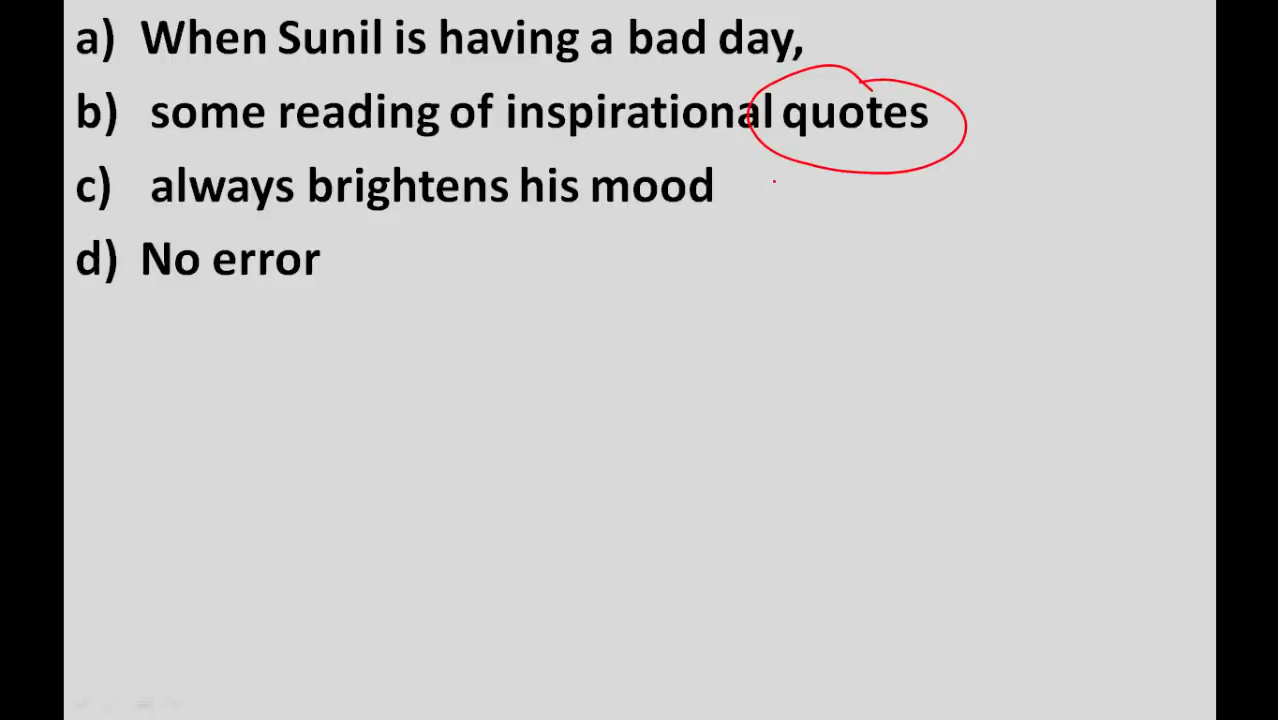 a) When Sunil is having a bad day,
b) some reading of inspirational quotes
c) always brightens his mood
d) No error